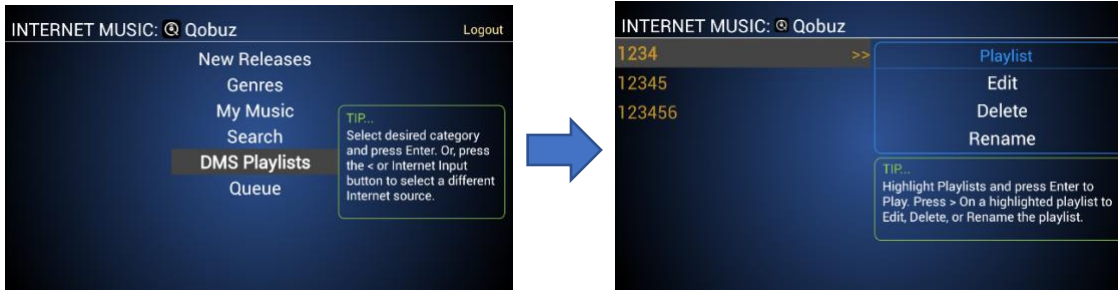 INTERNET MUSIC: Qobuz Logout
New Releases
Genres
My Music
Search
DMS Playlists
Queue
TIP...
Select desired category
and press Enter. Or, press
the < or Internet Input
button to select a different
Internet source.
INTERNET MUSIC: Qobuz
1234 >>
12345
123456
Playlist
Edit
Delete
Rename
TIP...
Highlight Playlists and press Enter to
Play. Press > On a highlighted playlist to
Edit, Delete, or Rename the playlist.